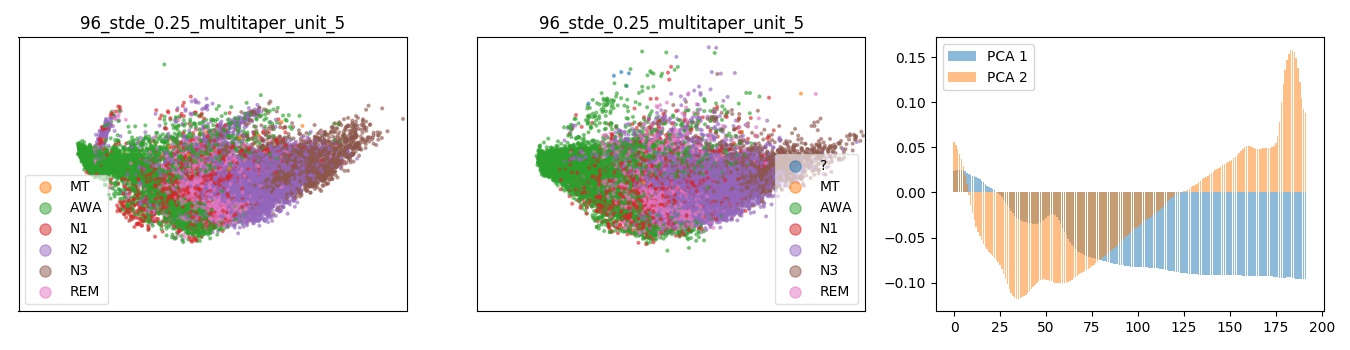 96_stde_0.25_multitaper_unit_5
MT
AWA
N1
N2
N3
REM
96_stde_0.25_multitaper_unit_5
?
MT
AWA
N1
N2
N3
REM
PCA 1
PCA 2
0.15
0.10
0.05
0.00
−0.05
−0.10
0 25 50 75 100 125 150 175 200